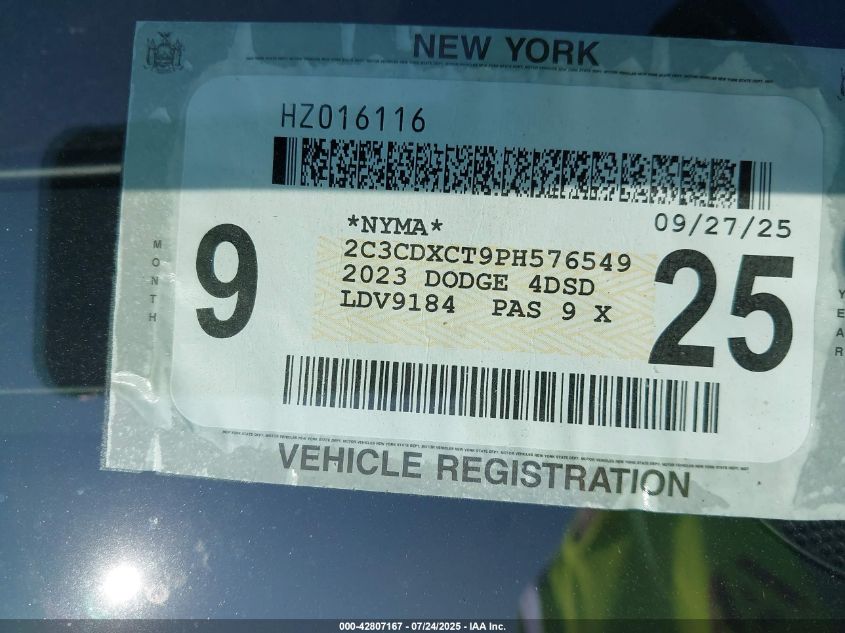 NEW YORK
HZ016116
*NYMA*
09/27/25
2C3CDXCT9PH576549
2023 DODGE 4DSD
LDV9184 PAS 9 X
MONTH
9
25
YEAR
VEHICLE REGISTRATION
000-42807167 - 07/24/2025 - IAA Inc.